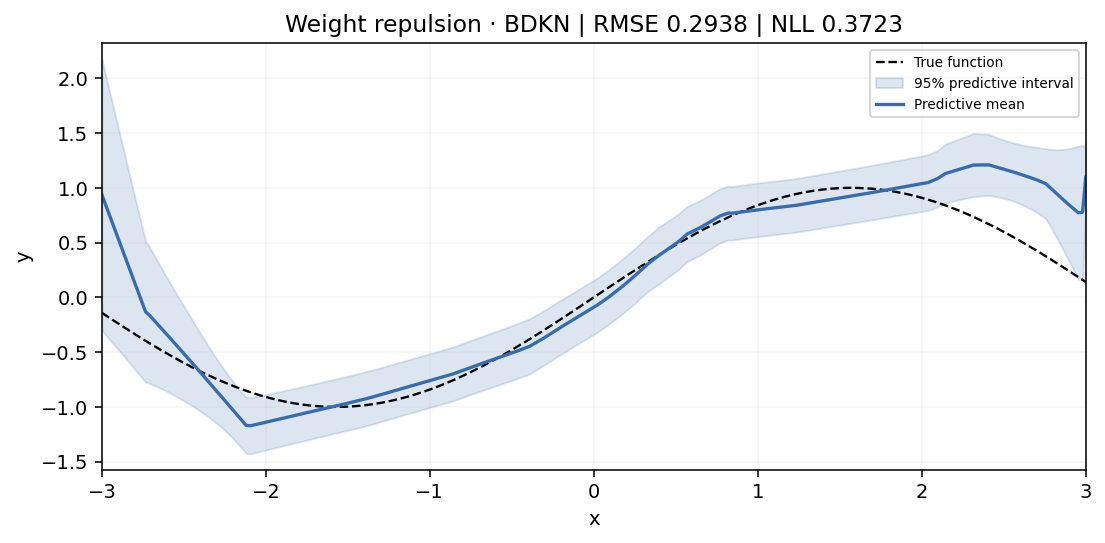 Weight repulsion · BDKN | RMSE 0.2938 | NLL 0.3723
True function
95% predictive interval
Predictive mean
y
2.0
1.5
1.0
0.5
0.0
−0.5
−1.0
−1.5
−3 −2 −1 0 1 2 3
x